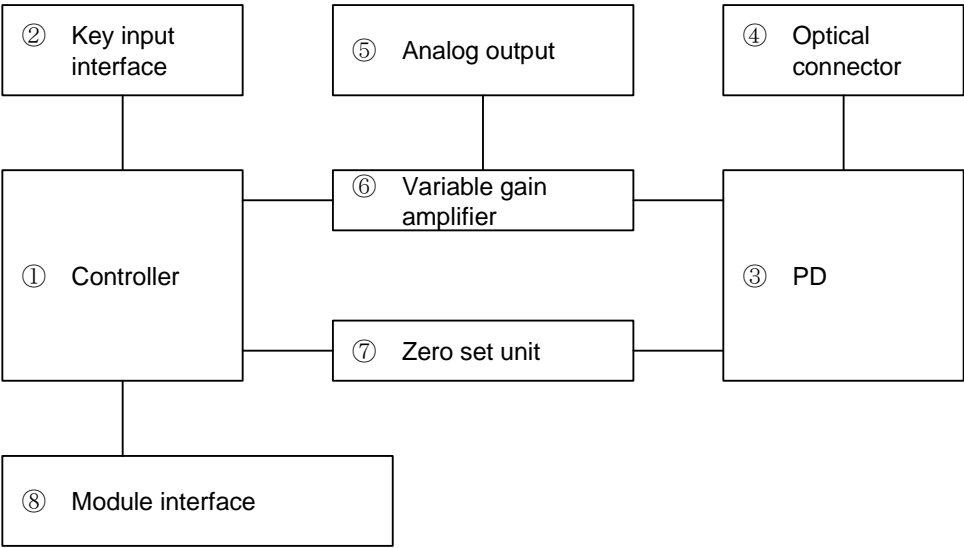 ② Key input
interface
⑤ Analog output
④ Optical
connector
⑥ Variable gain
amplifier
① Controller
③ PD
⑦ Zero set unit
⑧ Module interface